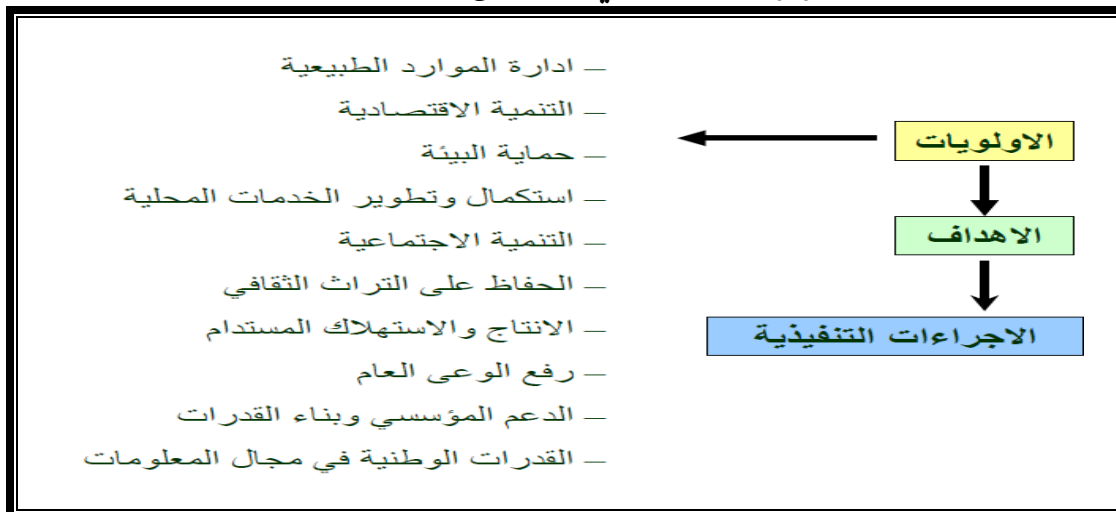 الاولويات
الاهداف
الاجراءات التنفيذية
– ادارة الموارد الطبيعية
– التنمية الاقتصادية
– حماية البيئة
– استكمال وتطوير الخدمات المحلية
– التنمية الاجتماعية
– الحفاظ على التراث الثقافي
– الانتاج والاستهلاك المستدام
– رفع الوعى العام
– الدعم المؤسسي وبناء القدرات
– القدرات الوطنية في مجال المعلومات